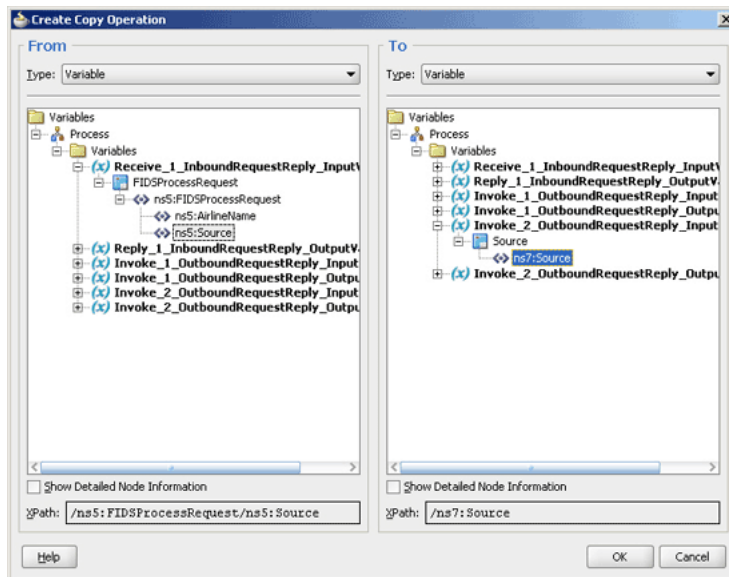 Create Copy Operation
From
Type: Variable
Variables
Process
Variables
(x) Receive_1_InboundRequestReply_InputV
FIDSProcessRequest
ns5:FIDSProcessRequest
ns5:AirlineName
ns5:Source
(x) Reply_1_InboundRequestReply_OutputV
(x) Invoke_1_OutboundRequestReply_Input
(x) Invoke_1_OutboundRequestReply_Outpu
(x) Invoke_2_OutboundRequestReply_Input
(x) Invoke_2_OutboundRequestReply_Outpu
Show Detailed Node Information
XPath: /ns5:FIDSProcessRequest/ns5:Source
To
Type: Variable
Variables
Process
Variables
(x) Receive_1_InboundRequestReply_InputV
(x) Reply_1_InboundRequestReply_OutputV
(x) Invoke_1_OutboundRequestReply_Input
(x) Invoke_1_OutboundRequestReply_Outpu
(x) Invoke_2_OutboundRequestReply_Input
Source
ns7:Source
(x) Invoke_2_OutboundRequestReply_Outpu
Show Detailed Node Information
XPath: /ns7:Source
Help
OK
Cancel